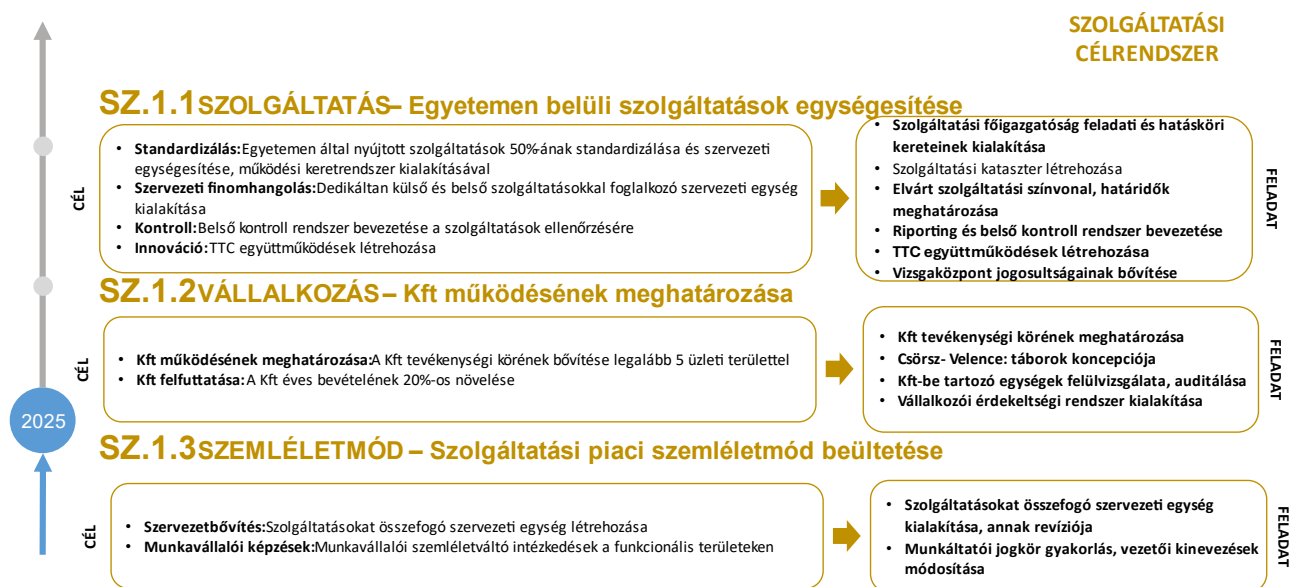 SZOLGÁLTATÁSI
CÉLRENDSZER
SZ.1.1 SZOLGÁLTATÁS– Egyetemen belüli szolgáltatások egységesítése
CÉL
• Standardizálás:Egyetemen által nyújtott szolgáltatások 50%-ának standardizálása és szervezeti
egységesítése, működési keretrendszer kialakításával
• Szervezeti finomhangolás:Dedikáltan külső és belső szolgáltatásokkal foglalkozó szervezeti egység
kialakítása
• Kontroll:Belső kontroll rendszer bevezetése a szolgáltatások ellenőrzésére
• Innováció:TTC együttműködések létrehozása
• Szolgáltatási főigazgatóság feladati és hatásköri
kereteinek kialakítása
• Szolgáltatási kataszter létrehozása
• Elvárt szolgáltatási színvonal, határidők
meghatározása
• Riporting és belső kontroll rendszer bevezetése
• TTC együttműködések létrehozása
• Vizsgaközpont jogosultságainak bővítése
FELADAT
SZ.1.2 VÁLLALKOZÁS – Kft működésének meghatározása
CÉL
• Kft működésének meghatározása:A Kft tevékenységi körének bővítése legalább 5 üzleti területtel
• Kft felfuttatása:A Kft éves bevételének 20%-os növelése
• Kft tevékenységi körének meghatározása
• Csörsz- Velence: táborok koncepciója
• Kft-be tartozó egységek felülvizsgálata, auditálása
• Vállalkozói érdekeltségi rendszer kialakítása
FELADAT
2025
SZ.1.3 SZEMLÉLETMÓD – Szolgáltatási piaci szemléletmód beültetése
CÉL
• Szervezetbővítés:Szolgáltatásokat összefogó szervezeti egység létrehozása
• Munkavállalói képzések:Munkavállalói szemléletváltó intézkedések a funkcionális területeken
• Szolgáltatásokat összefogó szervezeti egység
kialakítása, annak revíziója
• Munkáltatói jogkör gyakorlás, vezetői kinevezések
módosítása
FELADAT